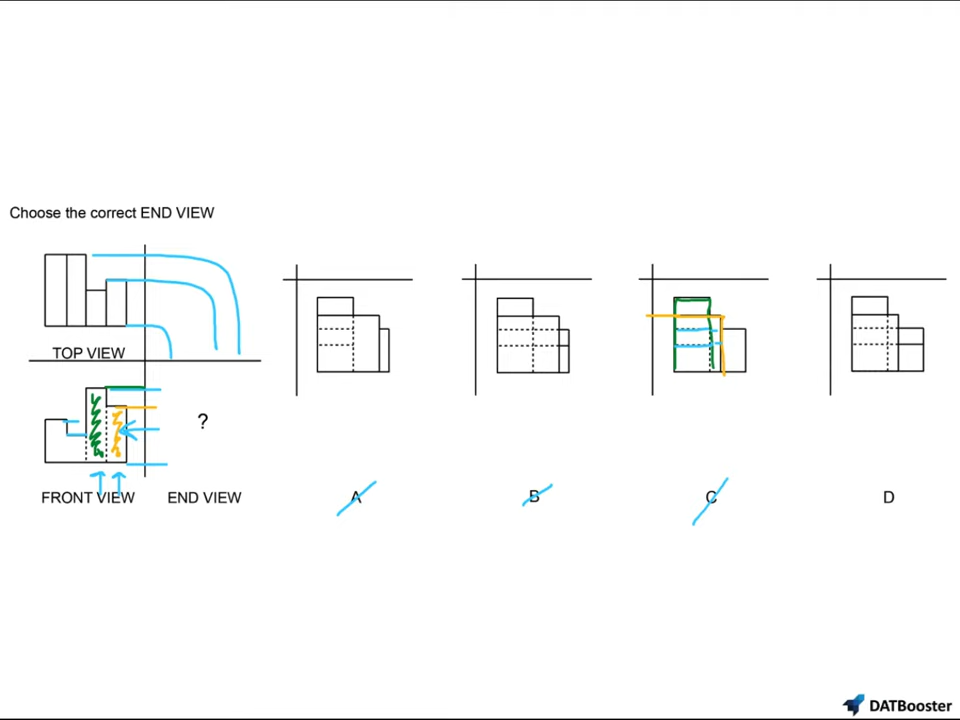 Choose the correct END VIEW
TOP VIEW
?
FRONT VIEW
END VIEW
A
B
C
D
DATBooster